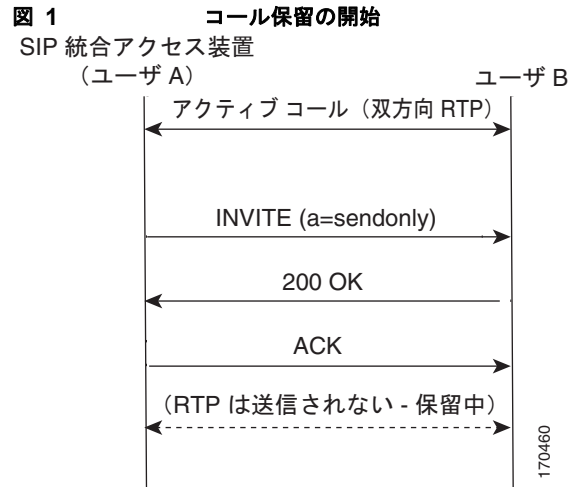 図 1 コール保留の開始
SIP 統合アクセス装置
（ユーザ A） ユーザ B
アクティブ コール（双方向 RTP）
INVITE (a=sendonly)
200 OK
ACK
（RTP は送信されない - 保留中）
170460